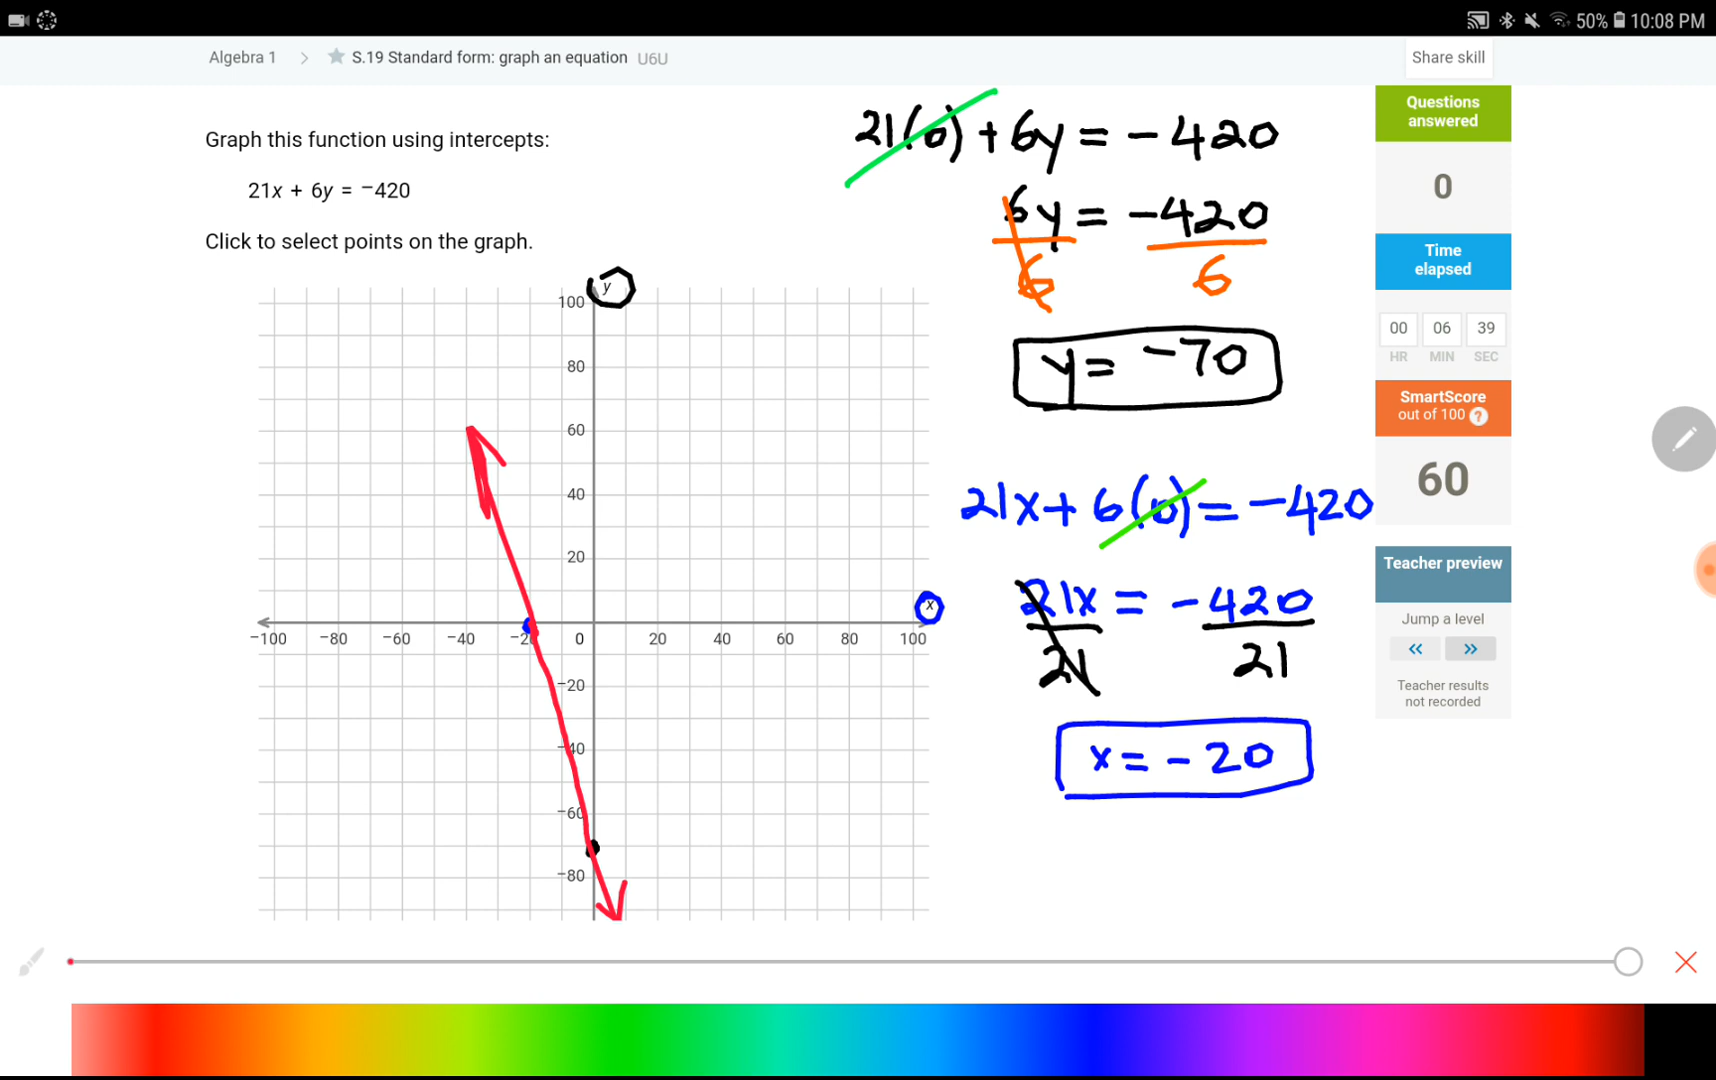 50% 10:08 PM
Algebra 1 > S.19 Standard form: graph an equation U6U
Share skill
Graph this function using intercepts:
21x + 6y = −420
Click to select points on the graph.
21(0) + 6y = -420
6y = -420
6 6
y = -70
21x + 6(0) = -420
21x = -420
21 21
x = -20
y
100
80
60
40
20
x
−100 −80 −60 −40 −20 0 20 40 60 80 100
−20
−40
−60
−80
Questions
answered
0
Time
elapsed
00 06 39
HR MIN SEC
SmartScore
out of 100 ?
60
Teacher preview
Jump a level
« »
Teacher results
not recorded